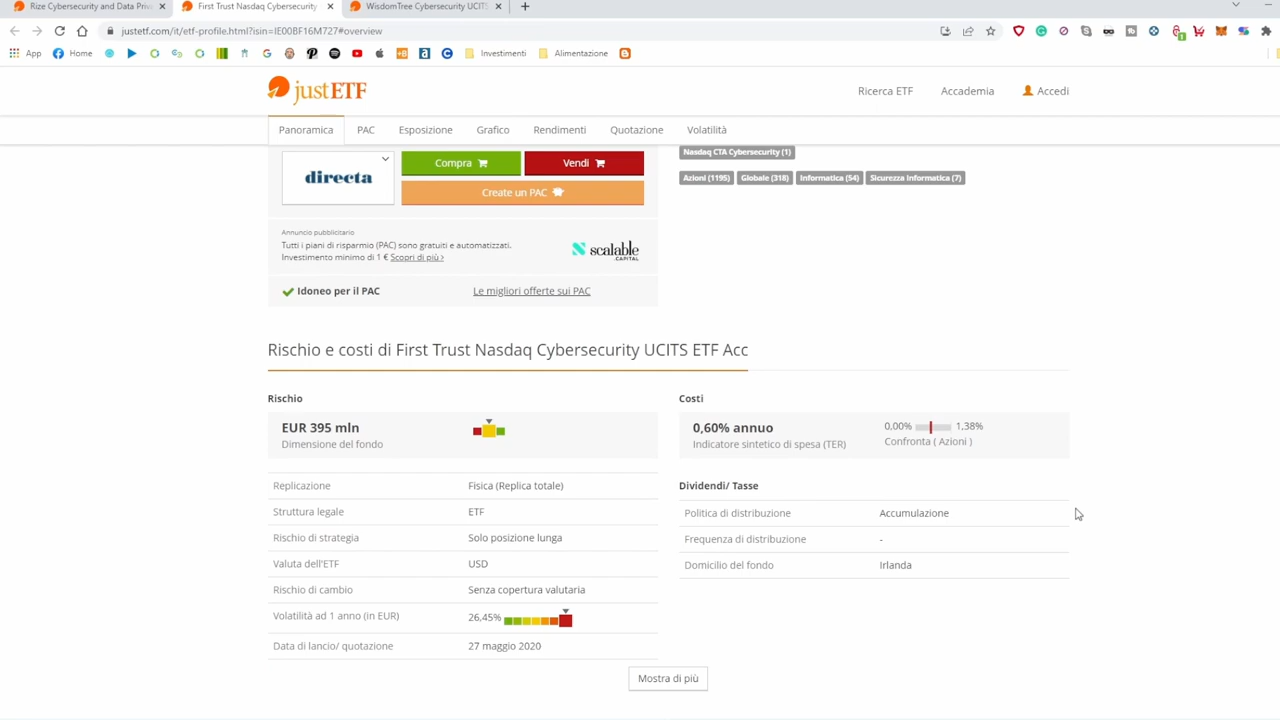 Rize Cybersecurity and Data Priv
First Trust Nasdaq Cybersecurity
WisdomTree Cybersecurity UCITS
justetf.com/it/etf-profile.html?isin=IE00BF16M727#overview
App
Home
Investimenti
Alimentazione
justETF
Ricerca ETF
Accademia
Accedi
Panoramica
PAC
Esposizione
Grafico
Rendimenti
Quotazione
Volatilità
directa
Compra
Vendi
Create un PAC
Nasdaq CTA Cybersecurity (1)
Azioni (1195)
Globale (318)
Informatica (54)
Sicurezza Informatica (7)
Annuncio pubblicitario
Tutti i piani di risparmio (PAC) sono gratuiti e automatizzati.
Investimento minimo di 1 € Scopri di più ›
scalable
CAPITAL
Idoneo per il PAC
Le migliori offerte sui PAC
Rischio e costi di First Trust Nasdaq Cybersecurity UCITS ETF Acc
Rischio
EUR 395 mln
Dimensione del fondo
Replicazione
Fisica (Replica totale)
Struttura legale
ETF
Rischio di strategia
Solo posizione lunga
Valuta dell'ETF
USD
Rischio di cambio
Senza copertura valutaria
Volatilità ad 1 anno (in EUR)
26,45%
Data di lancio/ quotazione
27 maggio 2020
Costi
0,60% annuo
Indicatore sintetico di spesa (TER)
0,00%
1,38%
Confronta ( Azioni )
Dividendi/ Tasse
Politica di distribuzione
Accumulazione
Frequenza di distribuzione
-
Domicilio del fondo
Irlanda
Mostra di più